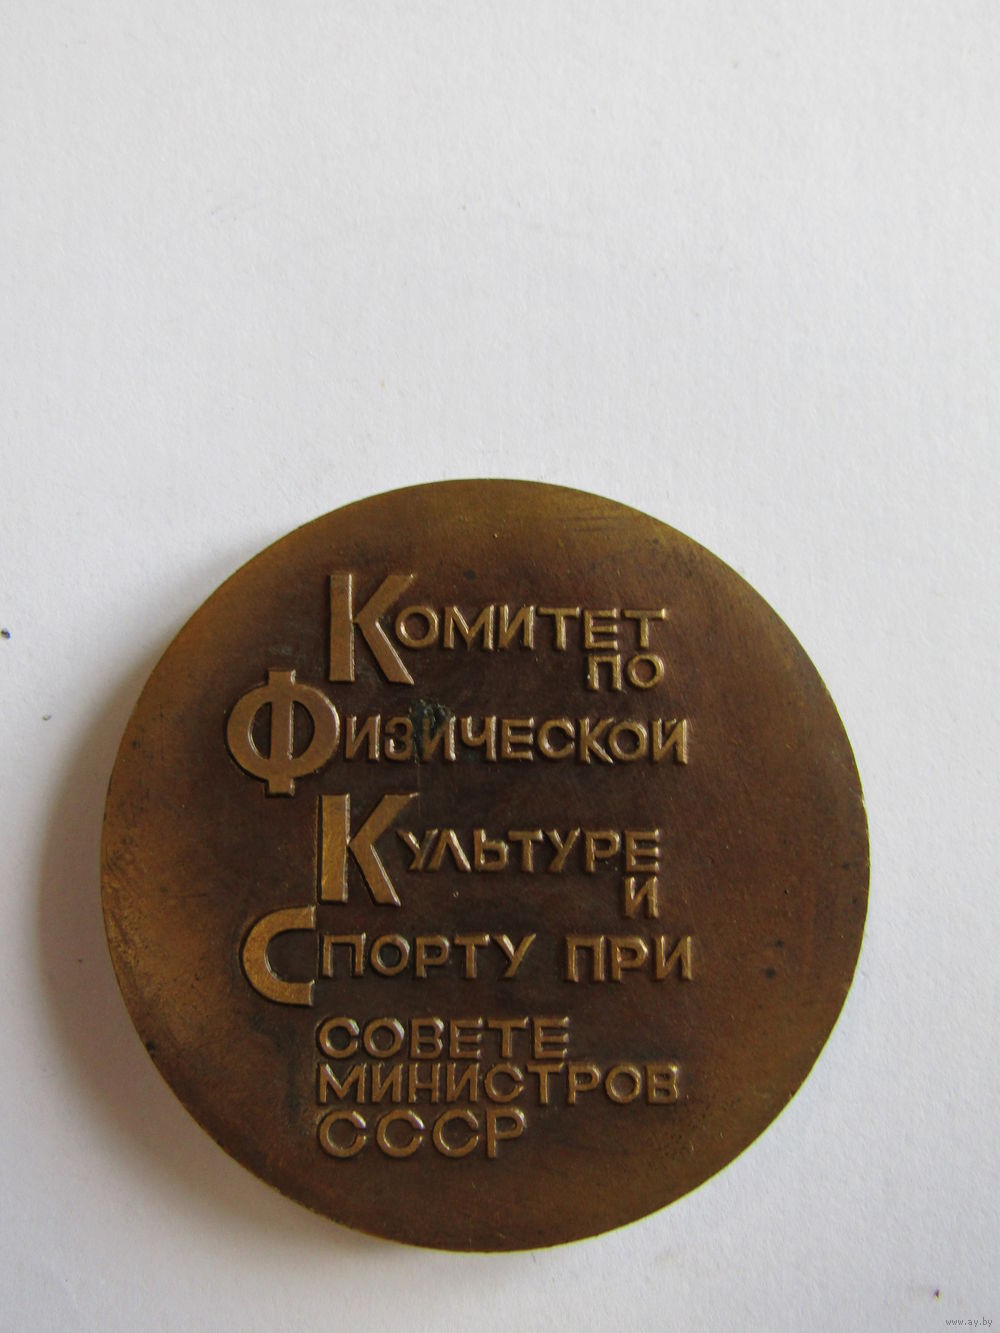 Комитет
по
Физической
Культуре
и
Спорту при
Совете
Министров
СССР
www.ay.by